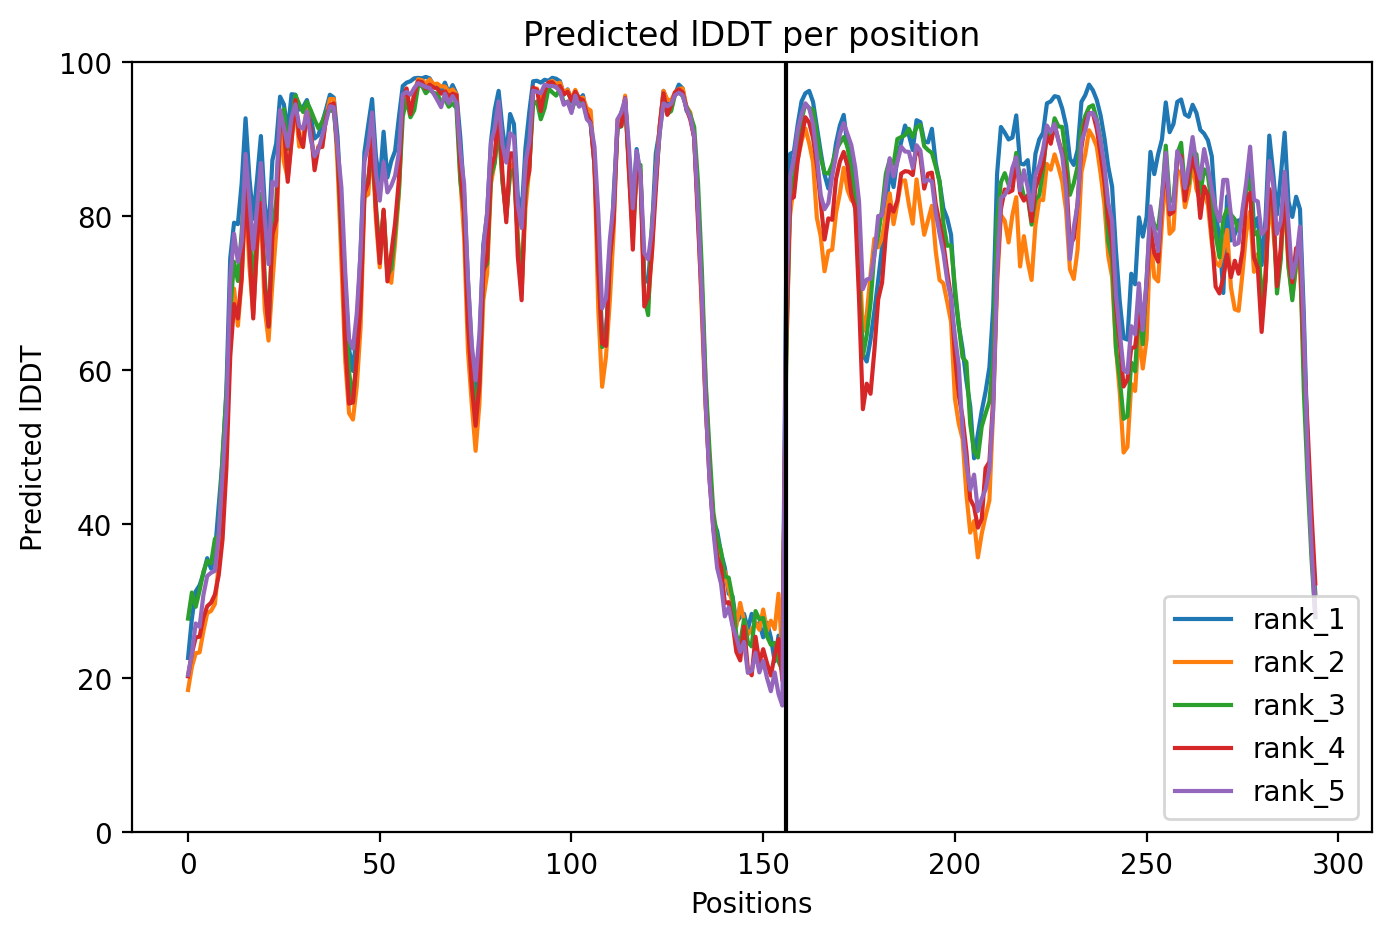 Predicted lDDT per position
Predicted lDDT
100
80
60
40
20
0
0
50
100
150
200
250
300
Positions
rank_1
rank_2
rank_3
rank_4
rank_5